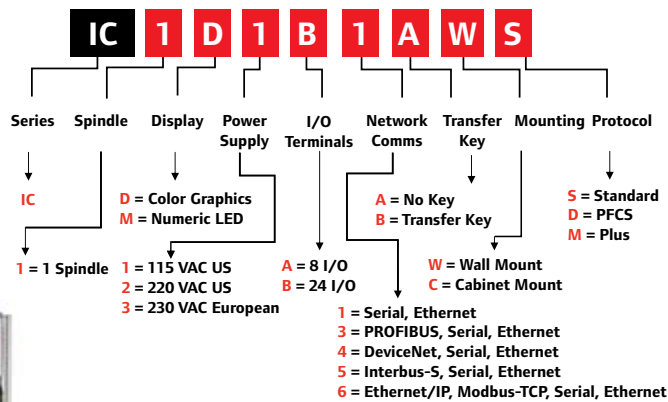 IC 1 D 1 B 1 A W S
Series Spindle Display Power Supply I/O Terminals Network Comms Transfer Key Mounting Protocol
IC
1 = 1 Spindle
D = Color Graphics
M = Numeric LED
1 = 115 VAC US
2 = 220 VAC US
3 = 230 VAC European
A = 8 I/O
B = 24 I/O
1 = Serial, Ethernet
3 = PROFIBUS, Serial, Ethernet
4 = DeviceNet, Serial, Ethernet
5 = Interbus-S, Serial, Ethernet
6 = Ethernet/IP, Modbus-TCP, Serial, Ethernet
A = No Key
B = Transfer Key
W = Wall Mount
C = Cabinet Mount
S = Standard
D = PFCS
M = Plus